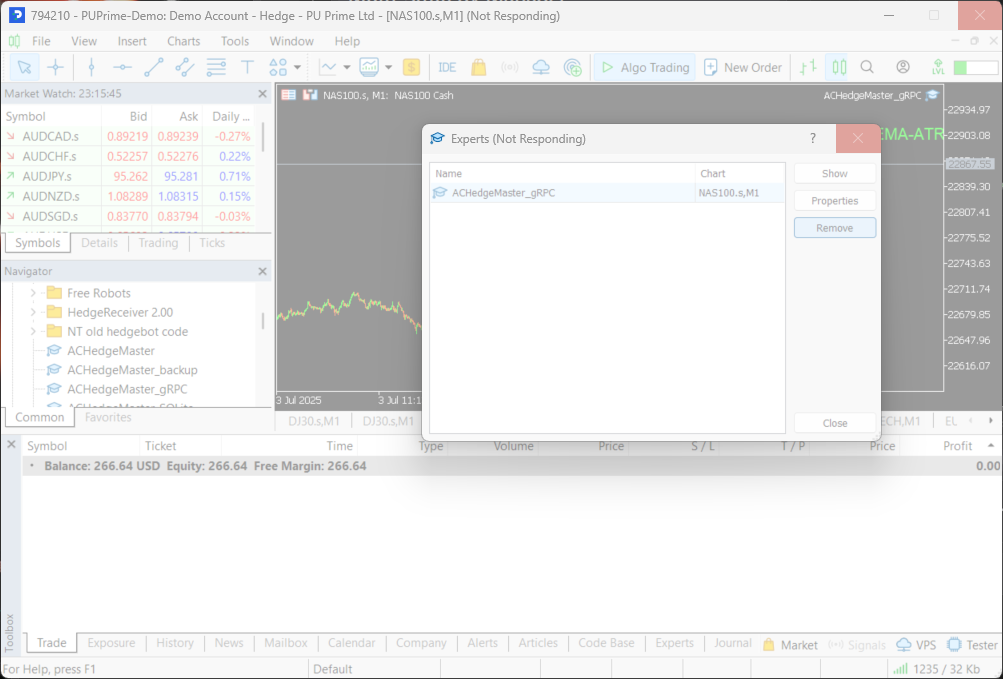 794210 - PUPrime-Demo: Demo Account - Hedge - PU Prime Ltd - [NAS100.s,M1] (Not Responding)
File View Insert Charts Tools Window Help
IDE Algo Trading New Order LVL
Market Watch: 23:15:45
Symbol Bid Ask Daily ...
AUDCAD.s 0.89219 0.89239 -0.27%
AUDCHF.s 0.52257 0.52276 0.22%
AUDJPY.s 95.262 95.281 0.71%
AUDNZD.s 1.08289 1.08315 0.15%
AUDSGD.s 0.83770 0.83794 -0.03%
Symbols Details Trading Ticks
Navigator
Free Robots
HedgeReceiver 2.00
NT old hedgebot code
ACHedgeMaster
ACHedgeMaster_backup
ACHedgeMaster_gRPC
Common Favorites
NAS100.s, M1: NAS100 Cash
ACHedgeMaster_gRPC
EMA-ATR
22934.97
22903.08
22867.55
22839.30
22807.41
22775.52
22743.63
22711.74
22679.85
22647.96
22616.07
3 Jul 2025 3 Jul 11:1
DJ30.s,M1 DJ30.s,M1 ECH,M1 EU
Experts (Not Responding)
?
Name Chart
ACHedgeMaster_gRPC NAS100.s,M1
Show
Properties
Remove
Close
Symbol Ticket Time Type Volume Price S / L T / P Price Profit
Balance: 266.64 USD Equity: 266.64 Free Margin: 266.64 0.00
Toolbox
Trade Exposure History News Mailbox Calendar Company Alerts Articles Code Base Experts Journal Market Signals VPS Tester
For Help, press F1 Default 1235 / 32 Kb